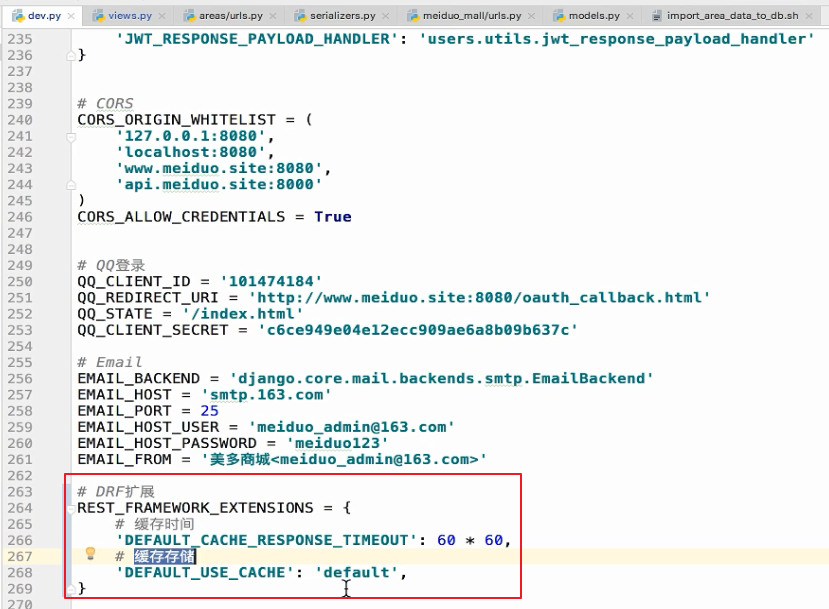 dev.py views.py areas/urls.py serializers.py meiduo_mall/urls.py models.py import_area_data_to_db.sh
235 'JWT_RESPONSE_PAYLOAD_HANDLER': 'users.utils.jwt_response_payload_handler'
236 }
237
238
239 # CORS
240 CORS_ORIGIN_WHITELIST = (
241 '127.0.0.1:8080',
242 'localhost:8080',
243 'www.meiduo.site:8080',
244 'api.meiduo.site:8000'
245 )
246 CORS_ALLOW_CREDENTIALS = True
247
248
249 # QQ登录
250 QQ_CLIENT_ID = '101474184'
251 QQ_REDIRECT_URI = 'http://www.meiduo.site:8080/oauth_callback.html'
252 QQ_STATE = '/index.html'
253 QQ_CLIENT_SECRET = 'c6ce949e04e12ecc909ae6a8b09b637c'
254
255 # Email
256 EMAIL_BACKEND = 'django.core.mail.backends.smtp.EmailBackend'
257 EMAIL_HOST = 'smtp.163.com'
258 EMAIL_PORT = 25
259 EMAIL_HOST_USER = 'meiduo_admin@163.com'
260 EMAIL_HOST_PASSWORD = 'meiduo123'
261 EMAIL_FROM = '美多商城<meiduo_admin@163.com>'
262
263 # DRF扩展
264 REST_FRAMEWORK_EXTENSIONS = {
265 # 缓存时间
266 'DEFAULT_CACHE_RESPONSE_TIMEOUT': 60 * 60,
267 # 缓存存储
268 'DEFAULT_USE_CACHE': 'default',
269 }
270